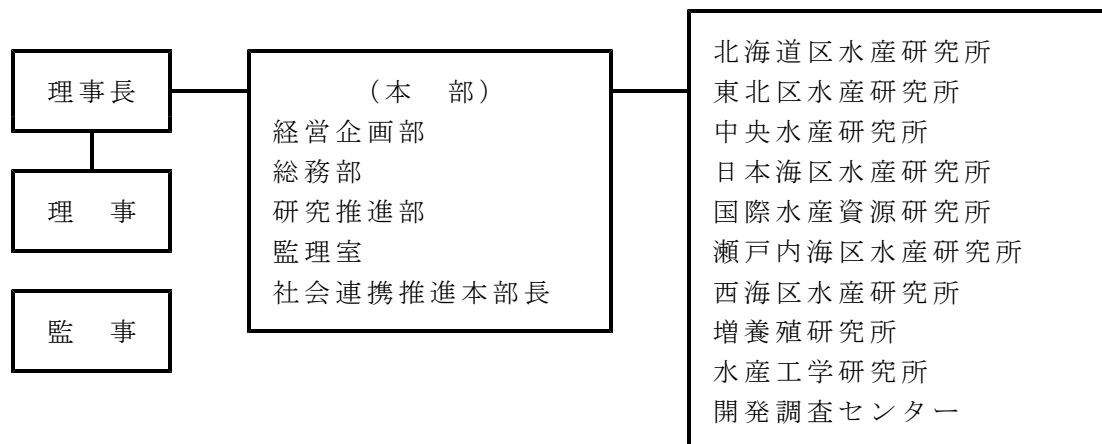 理事長
理　事
監　事
（本　部）
経営企画部
総務部
研究推進部
監理室
社会連携推進本部長
北海道区水産研究所
東北区水産研究所
中央水産研究所
日本海区水産研究所
国際水産資源研究所
瀬戸内海区水産研究所
西海区水産研究所
増養殖研究所
水産工学研究所
開発調査センター